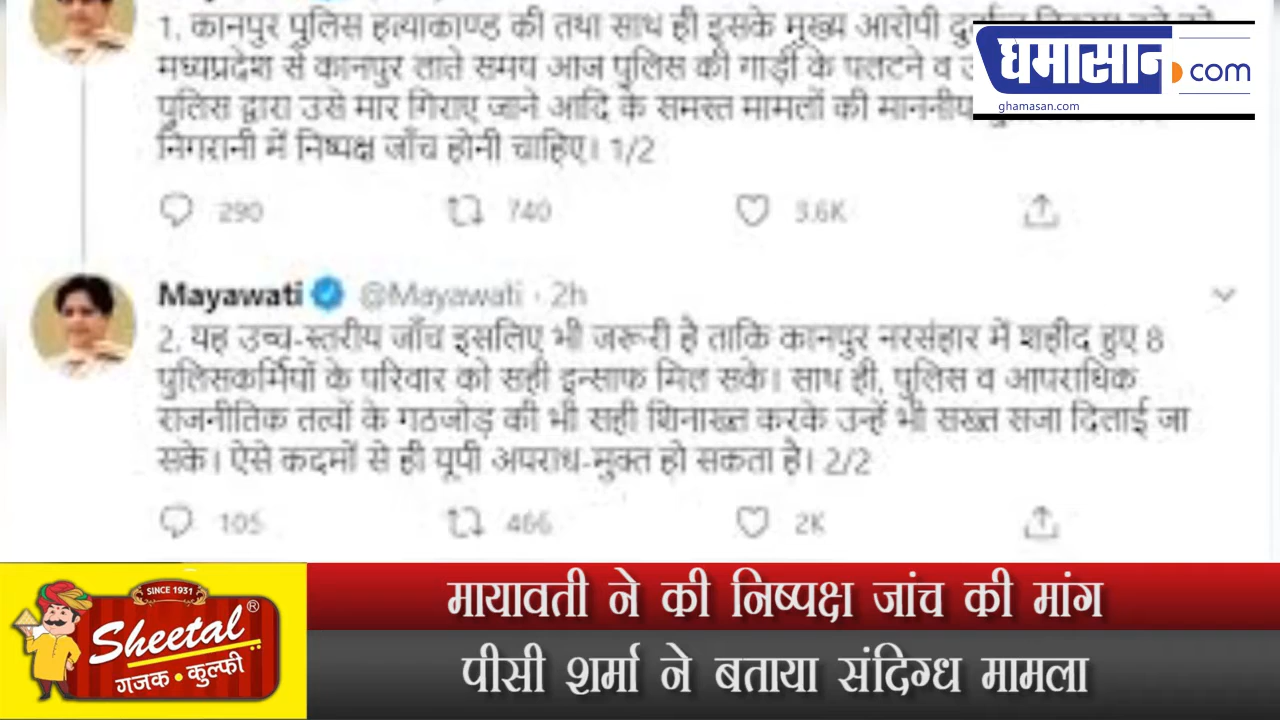 1. कानपुर पुलिस हत्याकाण्ड की तथा साथ ही इसके मुख्य आरोपी
मध्यप्रदेश से कानपुर लाते समय आज पुलिस की गाड़ी के पलटने व
पुलिस द्वारा उसे मार गिराए जाने आदि के समस्त मामलों की माननीय
निगरानी में निष्पक्ष जाँच होनी चाहिए। 1/2
290 740 3.6K
घमासान.com
ghamasan.com
Mayawati @Mayawati · 2h
2. यह उच्च-स्तरीय जाँच इसलिए भी जरूरी है ताकि कानपुर नरसंहार में शहीद हुए 8
पुलिसकर्मियों के परिवार को सही इन्साफ मिल सके। साथ ही, पुलिस व आपराधिक
राजनीतिक तत्वों के गठजोड़ की भी सही शिनाख्त करके उन्हें भी सख्त सजा दिलाई जा
सके। ऐसे कदमों से ही यूपी अपराध-मुक्त हो सकता है। 2/2
105 466 2K
SINCE 1931
Sheetal®
गजक • कुल्फी
मायावती ने की निष्पक्ष जांच की मांग
पीसी शर्मा ने बताया संदिग्ध मामला